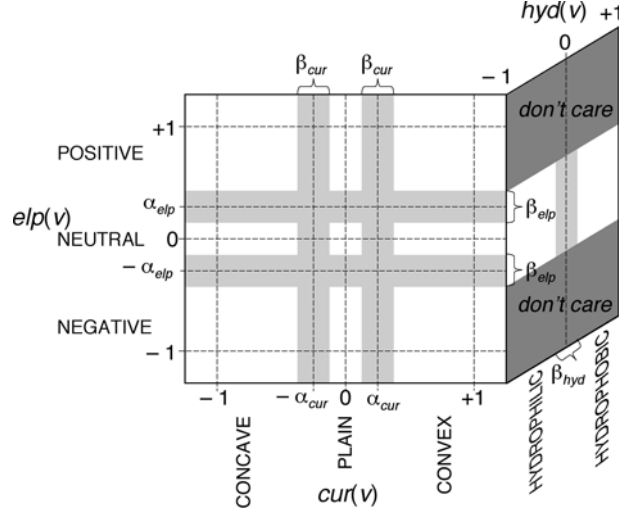 hyd(v)
+1
0
− 1
β_cur
β_cur
don't care
+1
POSITIVE
α_elp
β_elp
elp(v)
NEUTRAL
0
− α_elp
β_elp
don't care
NEGATIVE
− 1
− 1
− α_cur
0
α_cur
+1
β_hyd
CONCAVE
PLAIN
CONVEX
HYDROPHILIC
HYDROPHOBIC
cur(v)